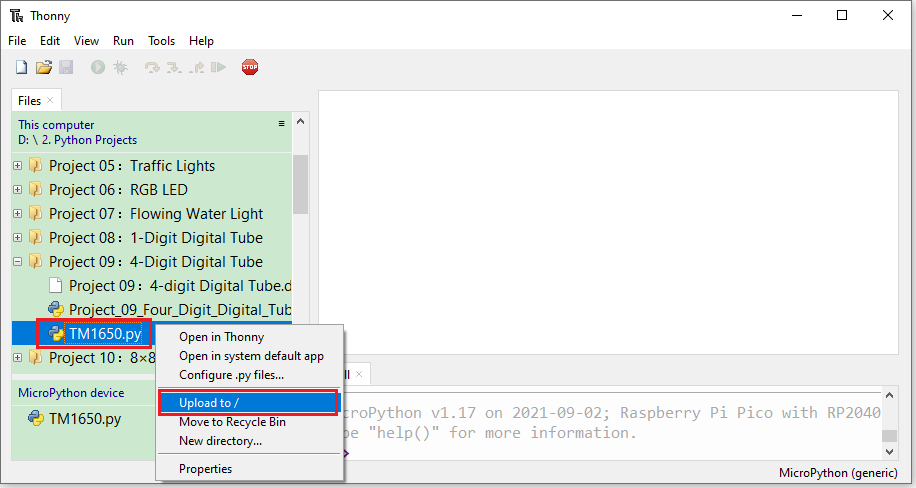 Thonny
File Edit View Run Tools Help
STOP
Files
This computer
D: \ 2. Python Projects
Project 05：Traffic Lights
Project 06：RGB LED
Project 07：Flowing Water Light
Project 08：1-Digit Digital Tube
Project 09：4-Digit Digital Tube
Project 09：4-digit Digital Tube.d
Project_09_Four_Digit_Digital_Tub
TM1650.py
Project 10：8×8
Open in Thonny
Open in system default app
Configure .py files...
Upload to /
Move to Recycle Bin
New directory...
Properties
MicroPython device
TM1650.py
croPython v1.17 on 2021-09-02; Raspberry Pi Pico with RP2040
pe "help()" for more information.
MicroPython (generic)